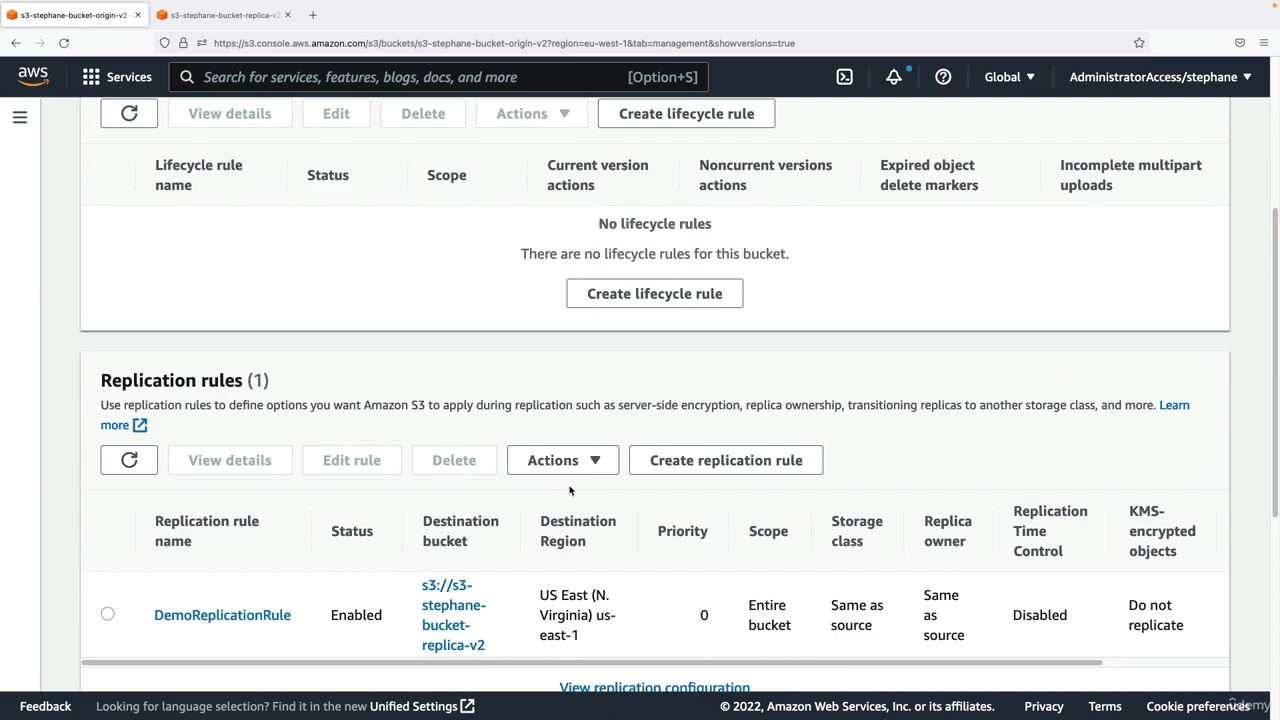 s3-stephane-bucket-origin-v2
s3-stephane-bucket-replica-v2
https://s3.console.aws.amazon.com/s3/buckets/s3-stephane-bucket-origin-v2?region=eu-west-1&tab=management&showversions=true
aws
Services
Search for services, features, blogs, docs, and more
[Option+S]
Global
AdministratorAccess/stephane
View details
Edit
Delete
Actions
Create lifecycle rule
Lifecycle rule
name
Status
Scope
Current version
actions
Noncurrent versions
actions
Expired object
delete markers
Incomplete multipart
uploads
No lifecycle rules
There are no lifecycle rules for this bucket.
Create lifecycle rule
Replication rules (1)
Use replication rules to define options you want Amazon S3 to apply during replication such as server-side encryption, replica ownership, transitioning replicas to another storage class, and more. Learn
more
View details
Edit rule
Delete
Actions
Create replication rule
Replication rule
name
Status
Destination
bucket
Destination
Region
Priority
Scope
Storage
class
Replica
owner
Replication
Time
Control
KMS-
encrypted
objects
DemoReplicationRule
Enabled
s3://s3-
stephane-
bucket-
replica-v2
US East (N.
Virginia) us-
east-1
0
Entire
bucket
Same as
source
Same
as
source
Disabled
Do not
replicate
View replication configuration
Feedback
Looking for language selection? Find it in the new Unified Settings
© 2022, Amazon Web Services, Inc. or its affiliates.
Privacy
Terms
Cookie preferences
Udemy